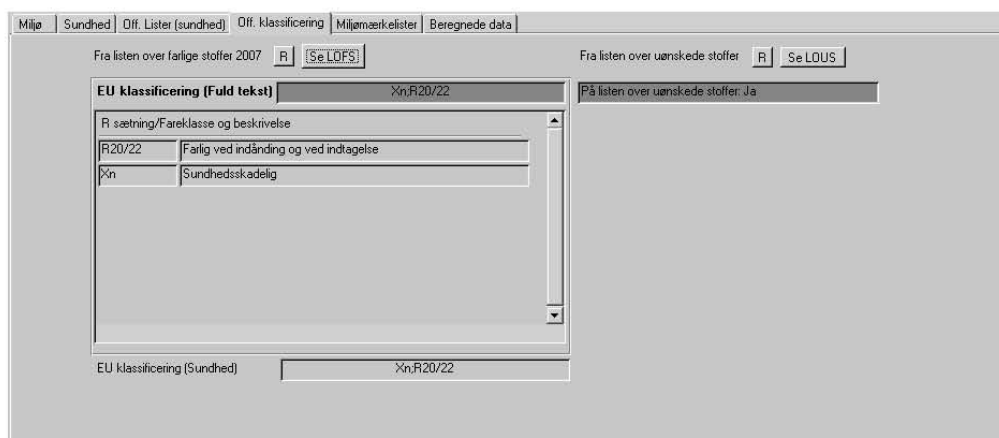 Miljø Sundhed Off. Lister (sundhed) Off. klassificering Miljømærkelister Beregnede data
Fra listen over farlige stoffer 2007 R Se LOFS
Fra listen over uønskede stoffer R Se LOUS
EU klassificering (Fuld tekst) Xn;R20/22
På listen over uønskede stoffer: Ja
R sætning/Fareklasse og beskrivelse
R20/22 Farlig ved indånding og ved indtagelse
Xn Sundhedsskadelig
EU klassificering (Sundhed) Xn;R20/22